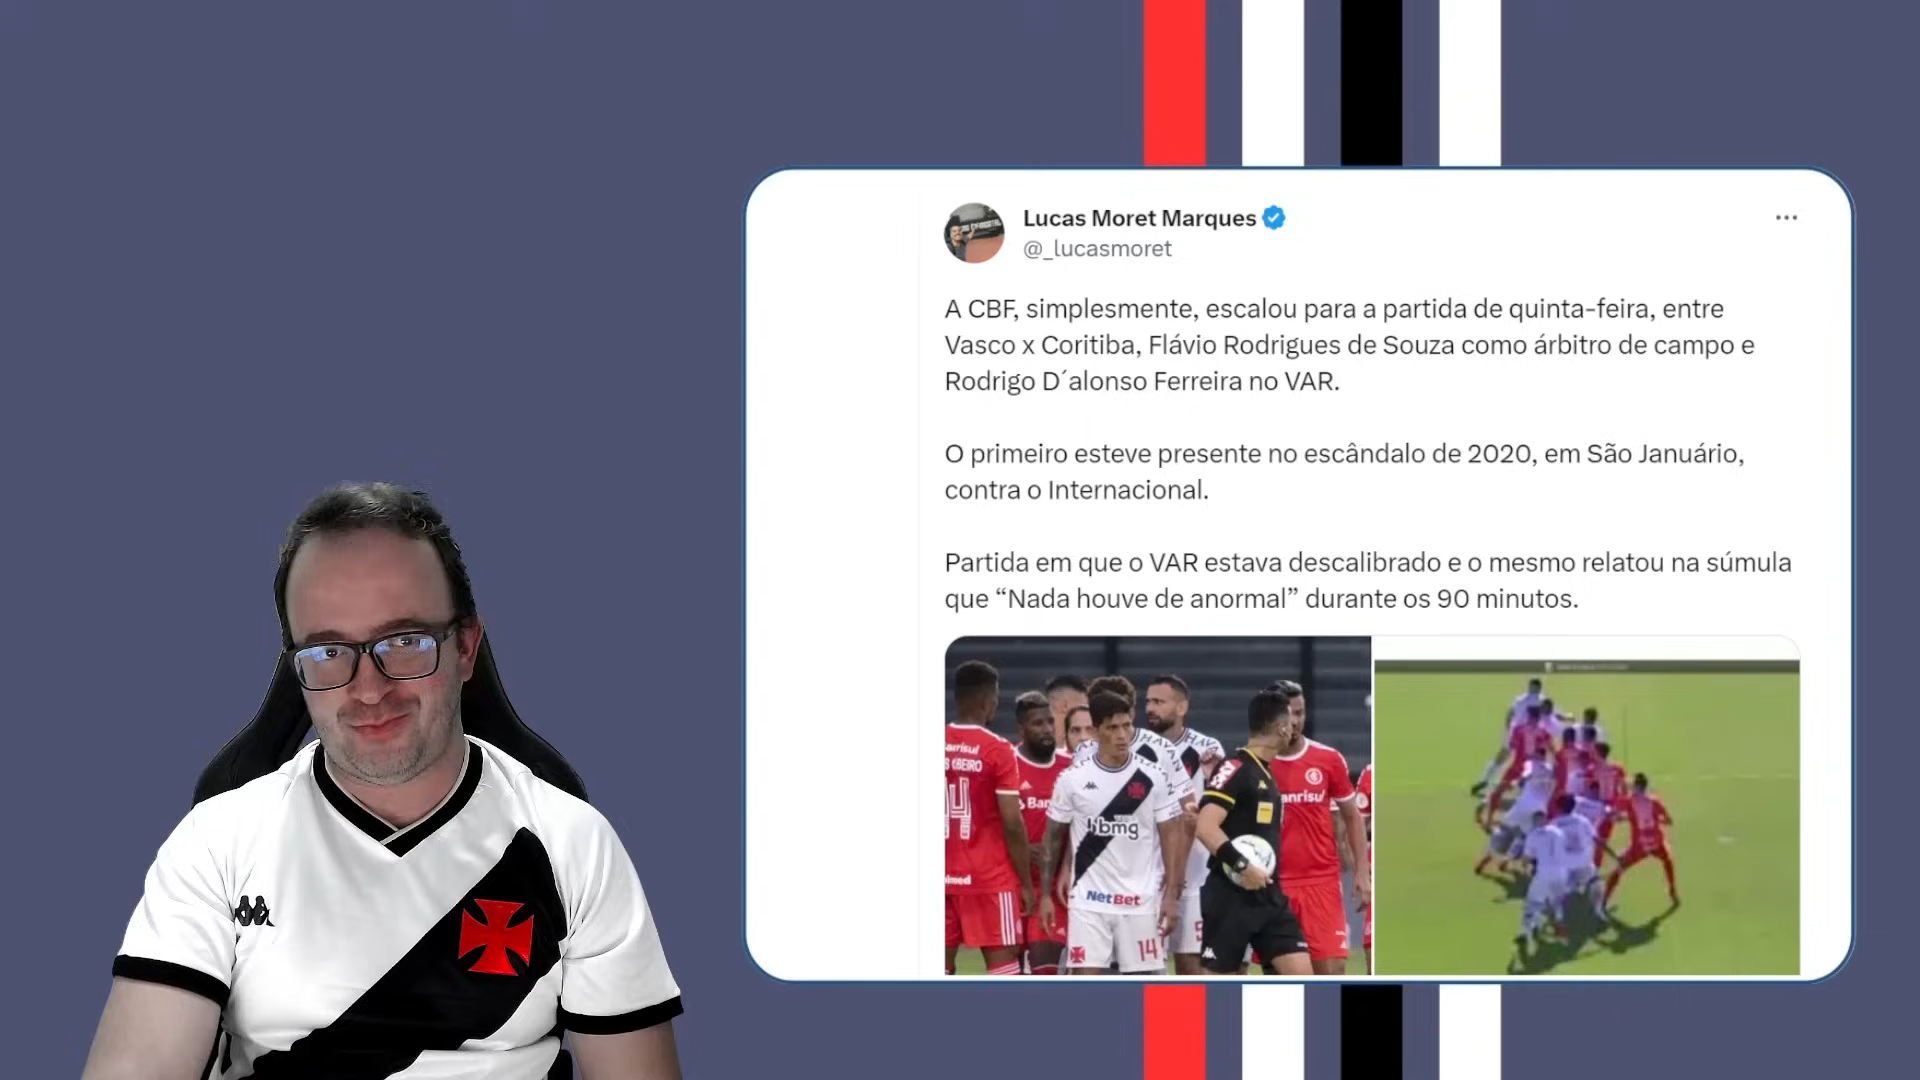 Lucas Moret Marques
@_lucasmoret
A CBF, simplesmente, escalou para a partida de quinta-feira, entre
Vasco x Coritiba, Flávio Rodrigues de Souza como árbitro de campo e
Rodrigo D´alonso Ferreira no VAR.
O primeiro esteve presente no escândalo de 2020, em São Januário,
contra o Internacional.
Partida em que o VAR estava descalibrado e o mesmo relatou na súmula
que “Nada houve de anormal” durante os 90 minutos.
HAVAN
bmg
NetBet
14